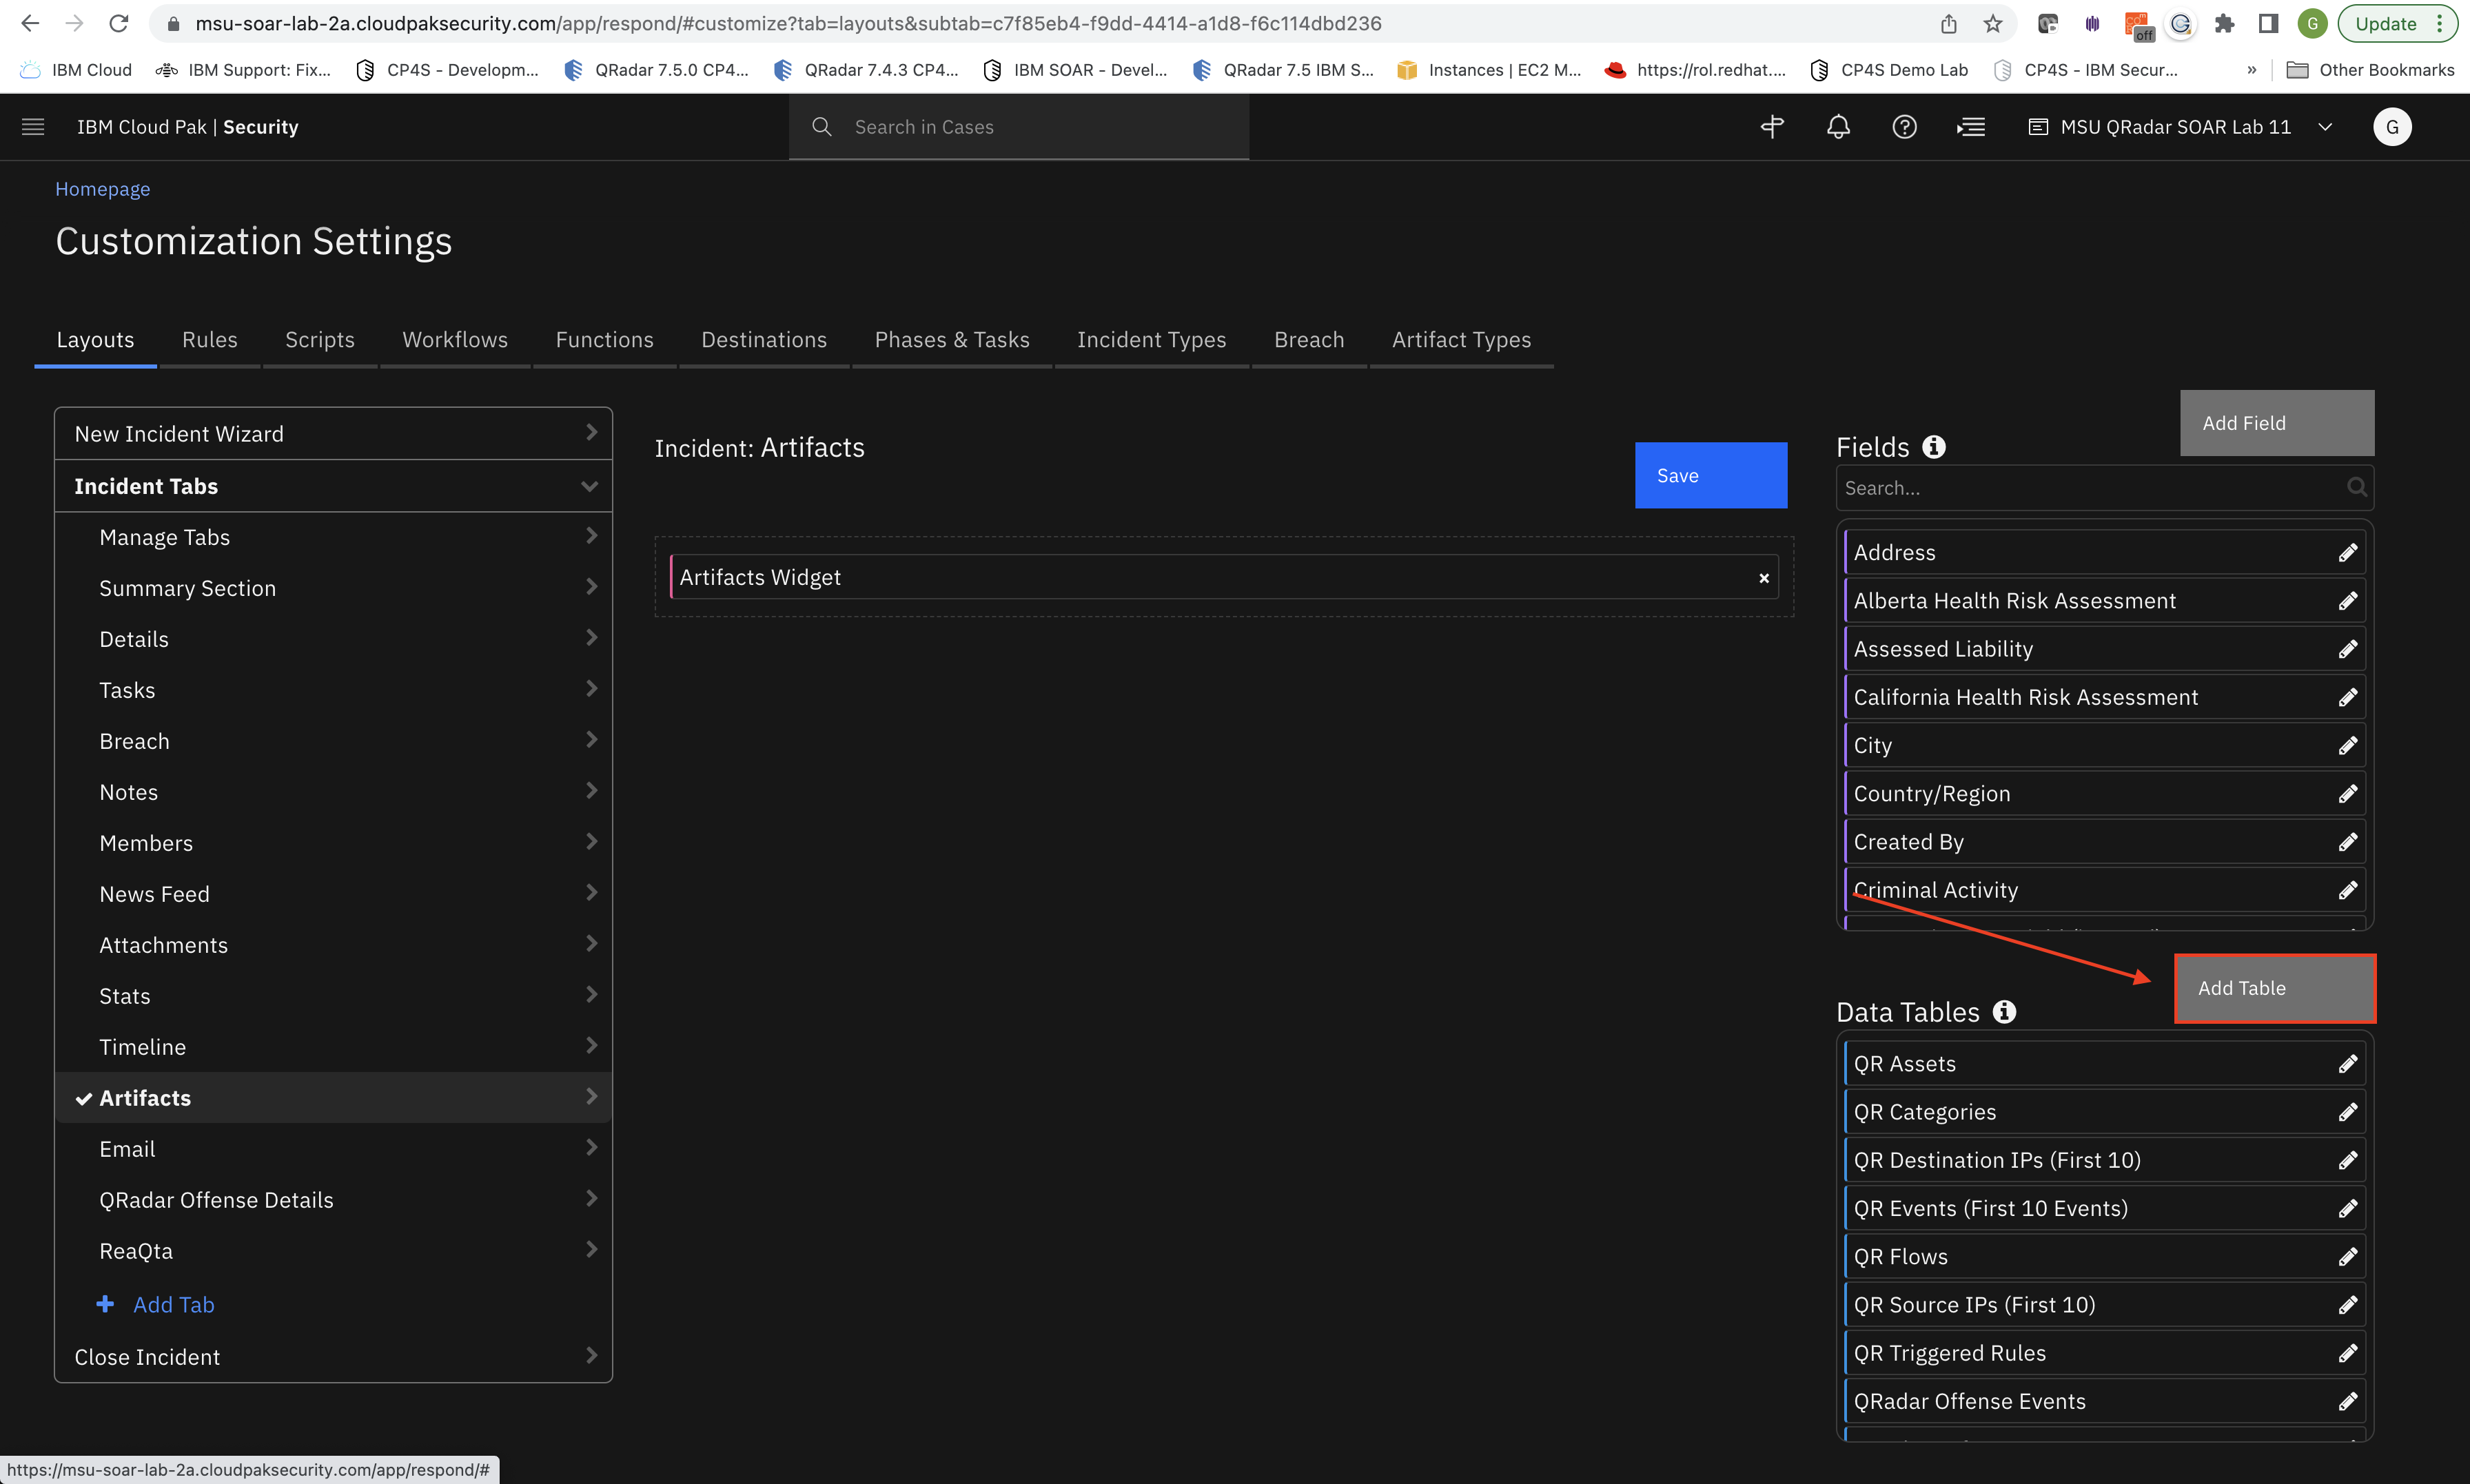 msu-soar-lab-2a.cloudpaksecurity.com/app/respond/#customize?tab=layouts&subtab=c7f85eb4-f9dd-4414-a1d8-f6c114dbd236
off
G
Update
IBM Cloud
IBM Support: Fix...
CP4S - Developm...
QRadar 7.5.0 CP4...
QRadar 7.4.3 CP4...
IBM SOAR - Devel...
QRadar 7.5 IBM S...
Instances | EC2 M...
https://rol.redhat....
CP4S Demo Lab
CP4S - IBM Secur...
»
Other Bookmarks
IBM Cloud Pak | Security
Search in Cases
MSU QRadar SOAR Lab 11
G
Homepage
Customization Settings
Layouts
Rules
Scripts
Workflows
Functions
Destinations
Phases & Tasks
Incident Types
Breach
Artifact Types
New Incident Wizard
Incident Tabs
Manage Tabs
Summary Section
Details
Tasks
Breach
Notes
Members
News Feed
Attachments
Stats
Timeline
Artifacts
Email
QRadar Offense Details
ReaQta
Add Tab
Close Incident
Incident: Artifacts
Save
Artifacts Widget
Add Field
Fields
Search...
Address
Alberta Health Risk Assessment
Assessed Liability
California Health Risk Assessment
City
Country/Region
Created By
Criminal Activity
Add Table
Data Tables
QR Assets
QR Categories
QR Destination IPs (First 10)
QR Events (First 10 Events)
QR Flows
QR Source IPs (First 10)
QR Triggered Rules
QRadar Offense Events
https://msu-soar-lab-2a.cloudpaksecurity.com/app/respond/#